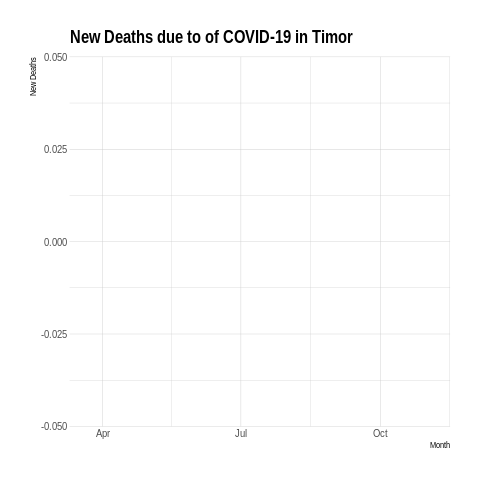 New Deaths due to of COVID-19 in Timor
New Deaths
0.050
0.025
0.000
-0.025
-0.050
Apr Jul Oct
Month